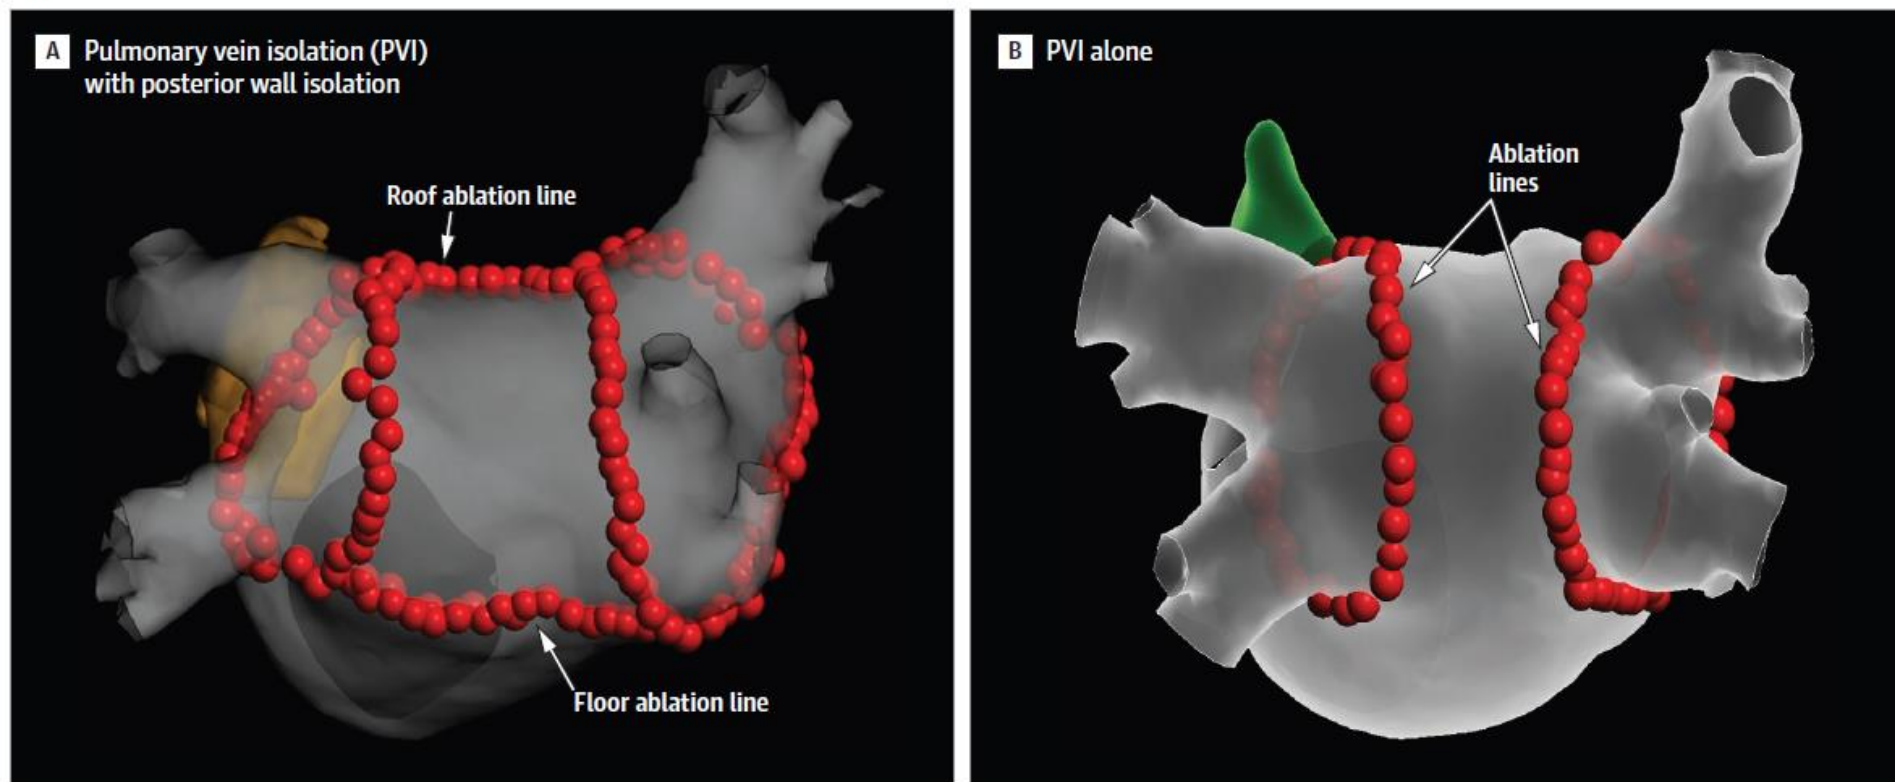 A Pulmonary vein isolation (PVI)
with posterior wall isolation
Roof ablation line
Floor ablation line
B PVI alone
Ablation
lines